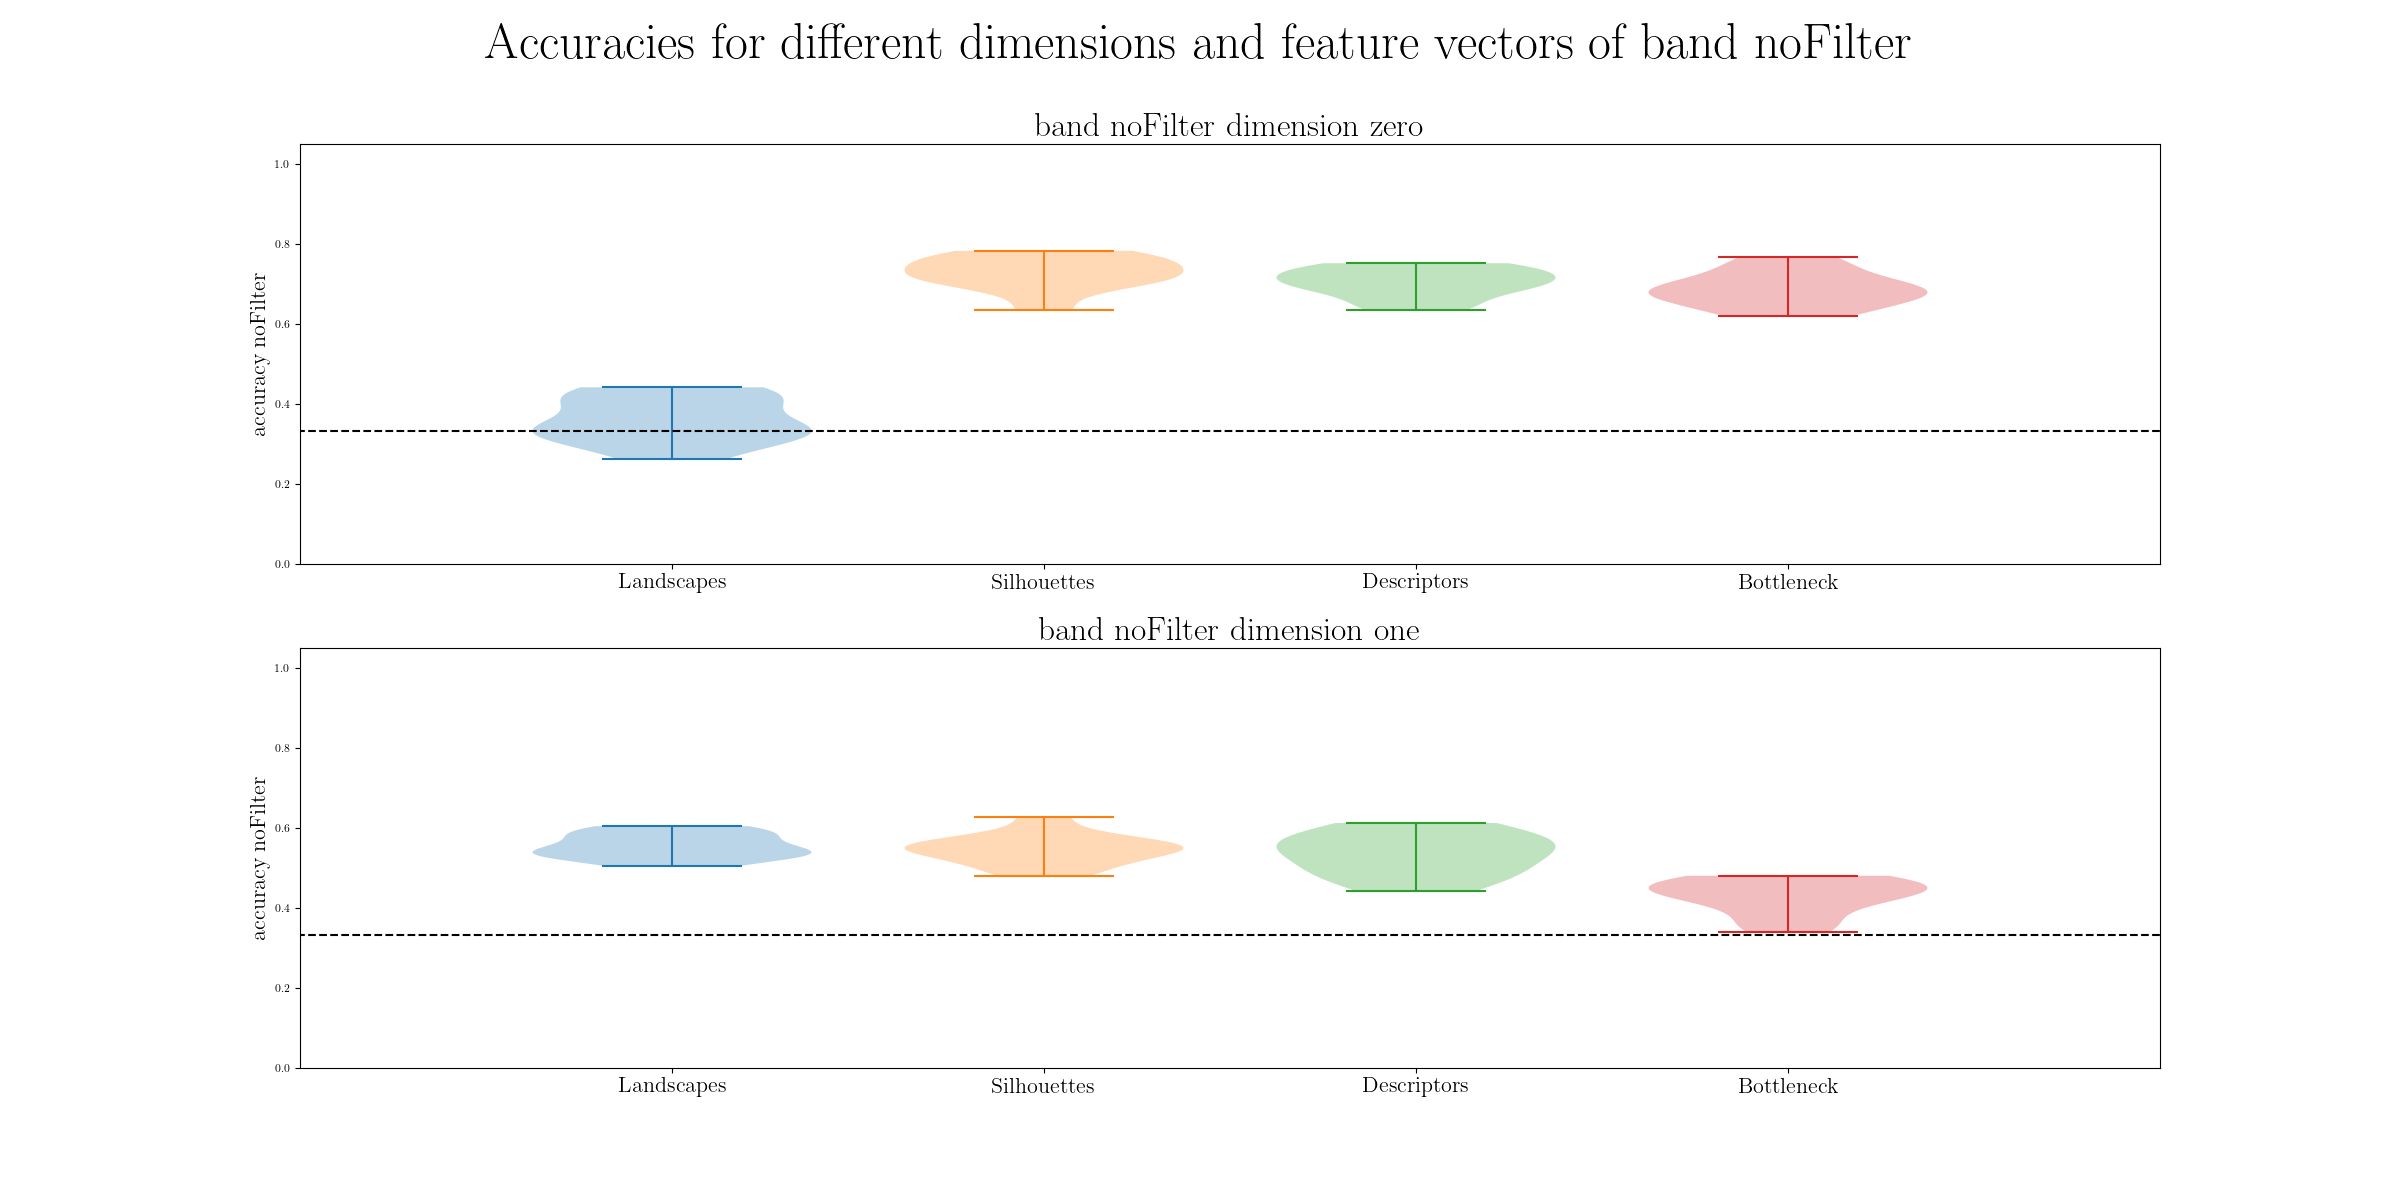 Accuracies for different dimensions and feature vectors of band noFilter
band noFilter dimension zero
accuracy noFilter
1.0
0.8
0.6
0.4
0.2
0.0
Landscapes Silhouettes Descriptors Bottleneck
band noFilter dimension one
accuracy noFilter
1.0
0.8
0.6
0.4
0.2
0.0
Landscapes Silhouettes Descriptors Bottleneck